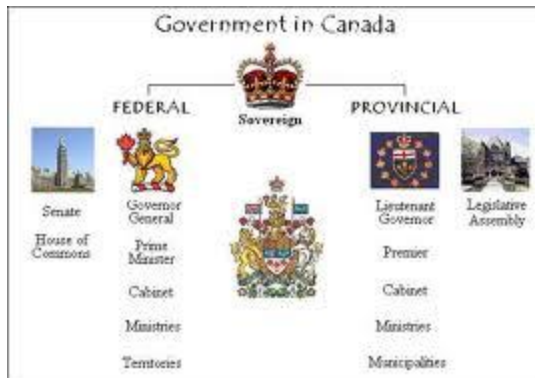 Government in Canada
FEDERAL
PROVINCIAL
Sovereign
Senate
House of
Commons
Governor
General
Prime
Minister
Cabinet
Ministries
Territories
Lieutenant
Governor
Premier
Cabinet
Ministries
Municipalities
Legislative
Assembly